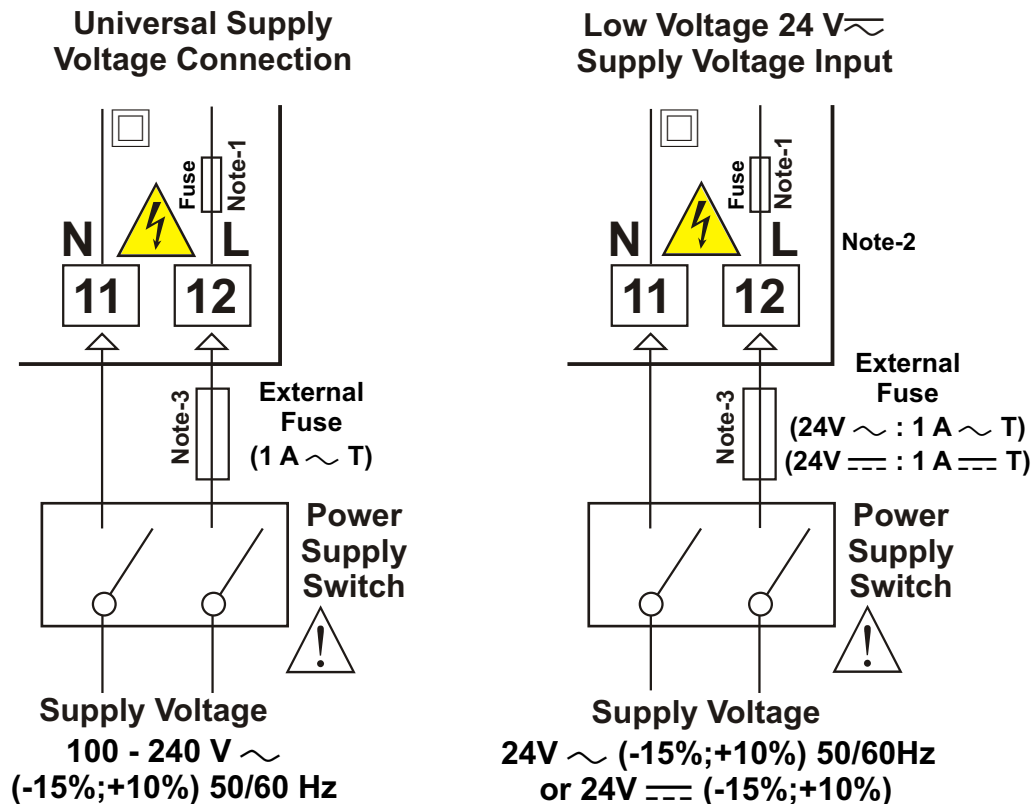 Universal Supply
Voltage Connection
Fuse
Note-1
N
L
11
12
Note-3
External
Fuse
(1 A ~ T)
Power
Supply
Switch
!
Supply Voltage
100 - 240 V ~
(-15%;+10%) 50/60 Hz
Low Voltage 24 V⏦
Supply Voltage Input
Fuse
Note-1
N
L
Note-2
11
12
Note-3
External
Fuse
(24V ~ : 1 A ~ T)
(24V ⎓ : 1 A ⎓ T)
Power
Supply
Switch
!
Supply Voltage
24V ~ (-15%;+10%) 50/60Hz
or 24V ⎓ (-15%;+10%)